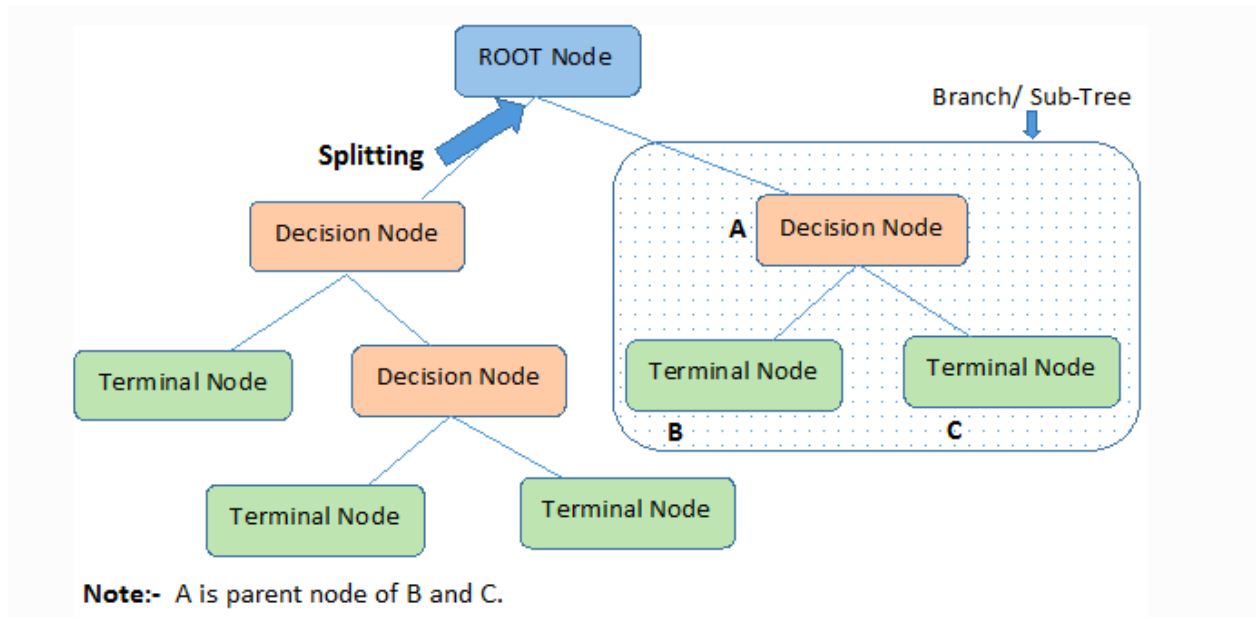 ROOT Node
Branch/ Sub-Tree
Splitting
Decision Node
A
Decision Node
Terminal Node
Decision Node
Terminal Node
Terminal Node
B
C
Terminal Node
Terminal Node
Note:- A is parent node of B and C.